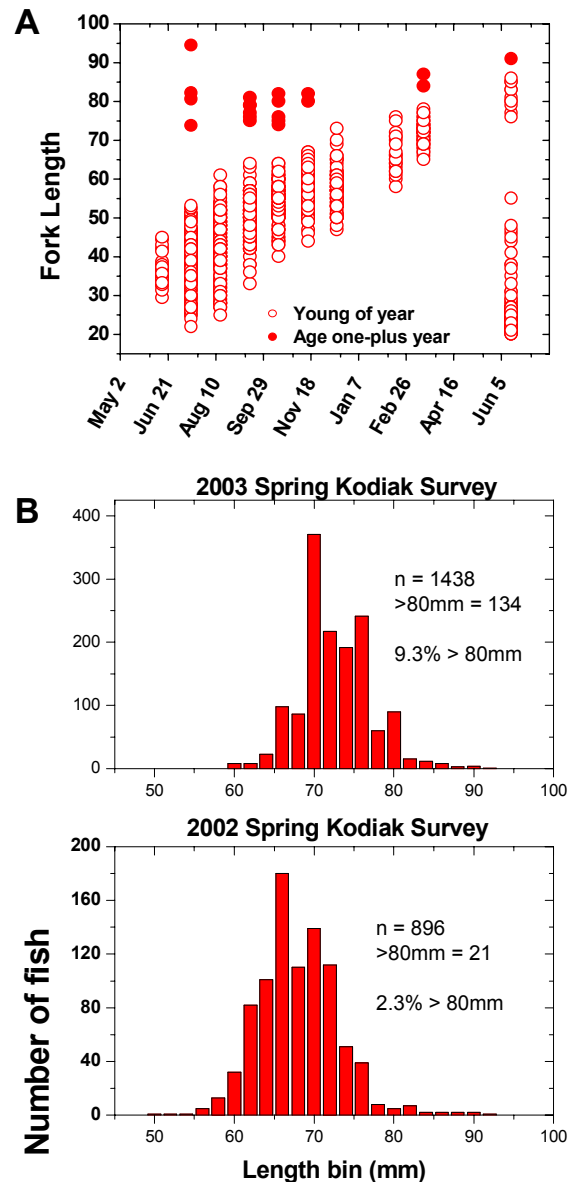 A
100
90
80
70
60
50
40
30
20
Fork Length
Young of year
Age one-plus year
May 2
Jun 21
Aug 10
Sep 29
Nov 18
Jan 7
Feb 26
Apr 16
Jun 5
B
2003 Spring Kodiak Survey
400
300
200
100
0
n = 1438
>80mm = 134
9.3% > 80mm
50
60
70
80
90
100
2002 Spring Kodiak Survey
200
160
120
80
40
0
n = 896
>80mm = 21
2.3% > 80mm
Number of fish
50
60
70
80
90
100
Length bin (mm)